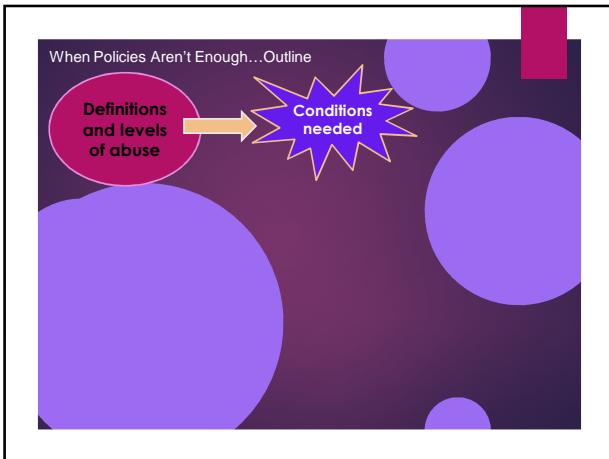 When Policies Aren't Enough…Outline
Definitions
and levels
of abuse
Conditions
needed